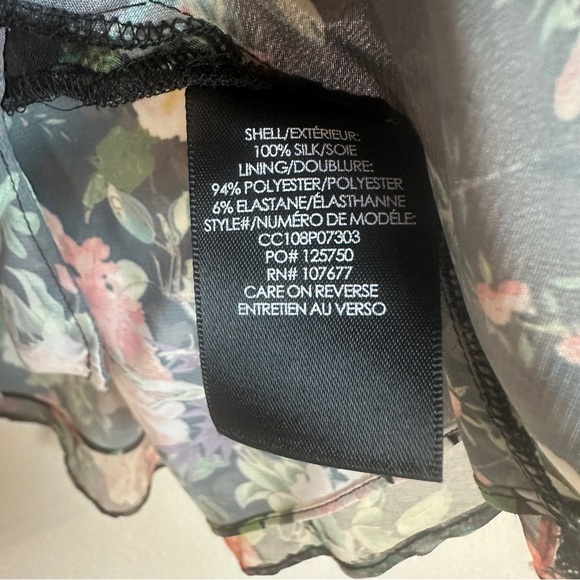 SHELL/EXTÉRIEUR:
100% SILK/SOIE
LINING/DOUBLURE:
94% POLYESTER/POLYESTER
6% ELASTANE/ÉLASTHANNE
STYLE#/NUMÉRO DE MODÉLE:
CC108P07303
PO# 125750
RN# 107677
CARE ON REVERSE
ENTRETIEN AU VERSO